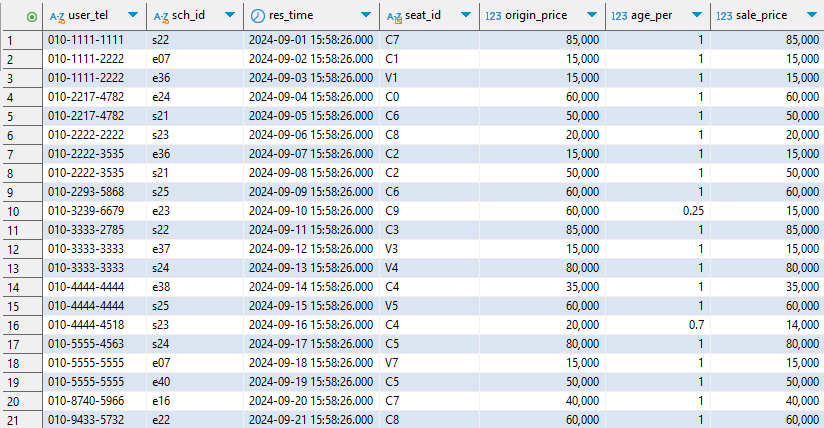 user_tel sch_id res_time seat_id origin_price age_per sale_price
1 010-1111-1111 s22 2024-09-01 15:58:26.000 C7 85,000 1 85,000
2 010-1111-2222 e07 2024-09-02 15:58:26.000 C1 15,000 1 15,000
3 010-1111-2222 e36 2024-09-03 15:58:26.000 V1 15,000 1 15,000
4 010-2217-4782 e24 2024-09-04 15:58:26.000 C0 60,000 1 60,000
5 010-2217-4782 s21 2024-09-05 15:58:26.000 C6 50,000 1 50,000
6 010-2222-2222 s23 2024-09-06 15:58:26.000 C8 20,000 1 20,000
7 010-2222-3535 e36 2024-09-07 15:58:26.000 C2 15,000 1 15,000
8 010-2222-3535 s21 2024-09-08 15:58:26.000 C2 50,000 1 50,000
9 010-2293-5868 s25 2024-09-09 15:58:26.000 C6 60,000 1 60,000
10 010-3239-6679 e23 2024-09-10 15:58:26.000 C9 60,000 0.25 15,000
11 010-3333-2785 s22 2024-09-11 15:58:26.000 C3 85,000 1 85,000
12 010-3333-3333 e37 2024-09-12 15:58:26.000 V3 15,000 1 15,000
13 010-3333-3333 s24 2024-09-13 15:58:26.000 V4 80,000 1 80,000
14 010-4444-4444 e38 2024-09-14 15:58:26.000 C4 35,000 1 35,000
15 010-4444-4444 s25 2024-09-15 15:58:26.000 V5 60,000 1 60,000
16 010-4444-4518 s23 2024-09-16 15:58:26.000 C4 20,000 0.7 14,000
17 010-5555-4563 s24 2024-09-17 15:58:26.000 C5 80,000 1 80,000
18 010-5555-5555 e07 2024-09-18 15:58:26.000 V7 15,000 1 15,000
19 010-5555-5555 e40 2024-09-19 15:58:26.000 C5 50,000 1 50,000
20 010-8740-5966 e16 2024-09-20 15:58:26.000 C7 40,000 1 40,000
21 010-9433-5732 e22 2024-09-21 15:58:26.000 C8 60,000 1 60,000